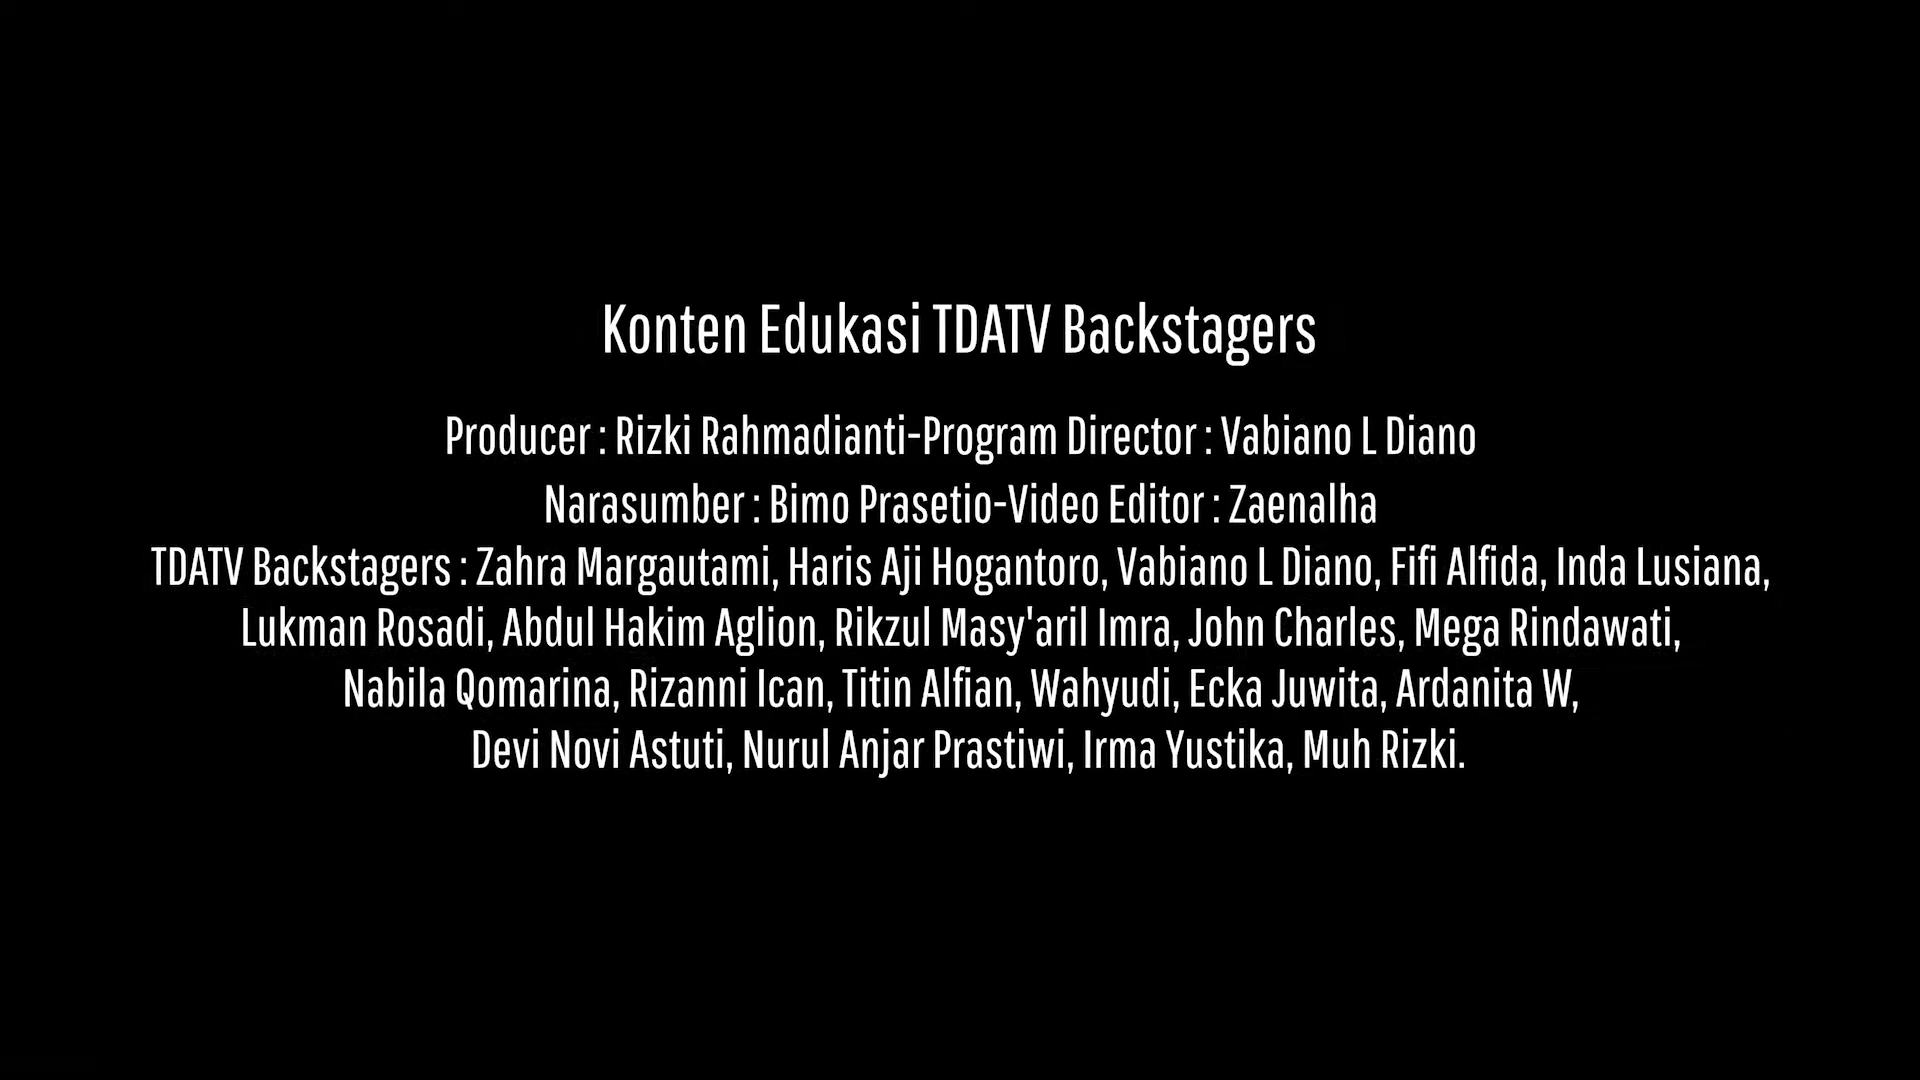 Konten Edukasi TDATV Backstagers
Producer : Rizki Rahmadianti-Program Director : Vabiano L Diano
Narasumber : Bimo Prasetio-Video Editor : Zaenalha
TDATV Backstagers : Zahra Margautami, Haris Aji Hogantoro, Vabiano L Diano, Fifi Alfida, Inda Lusiana,
Lukman Rosadi, Abdul Hakim Aglion, Rikzul Masy'aril Imra, John Charles, Mega Rindawati,
Nabila Qomarina, Rizanni Ican, Titin Alfian, Wahyudi, Ecka Juwita, Ardanita W,
Devi Novi Astuti, Nurul Anjar Prastiwi, Irma Yustika, Muh Rizki.